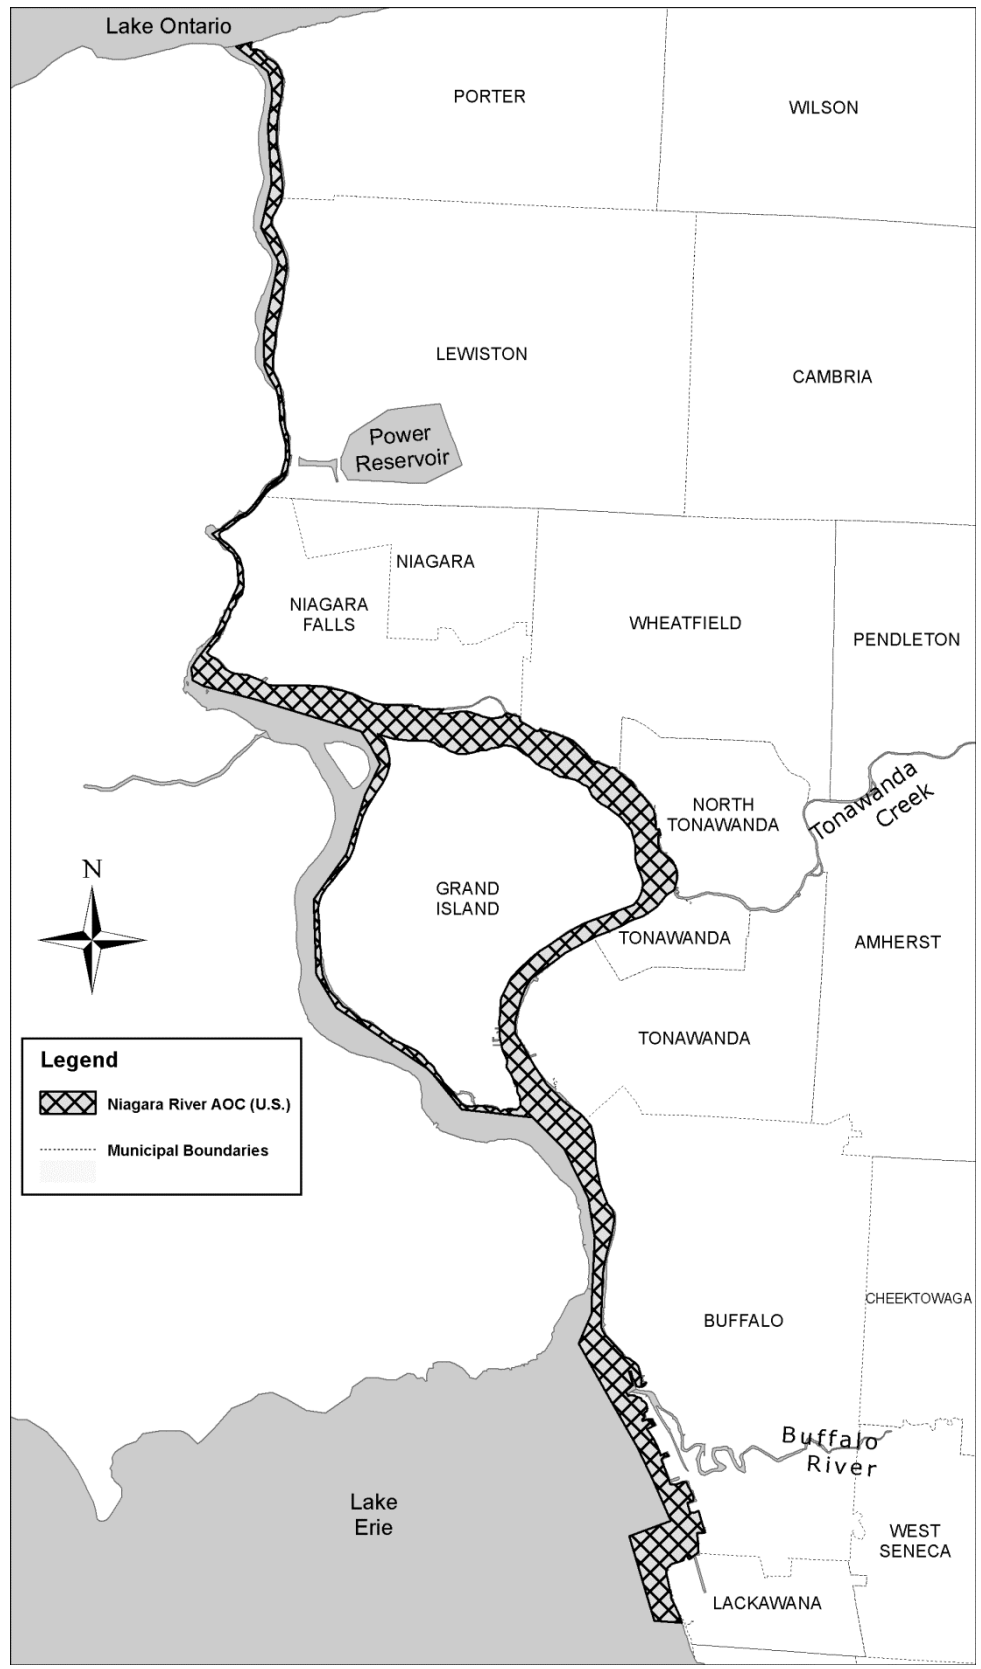 Lake Ontario
PORTER
WILSON
LEWISTON
CAMBRIA
Power
Reservoir
NIAGARA
NIAGARA
FALLS
WHEATFIELD
PENDLETON
NORTH
TONAWANDA
Tonawanda
Creek
N
GRAND
ISLAND
TONAWANDA
AMHERST
TONAWANDA
Legend
Niagara River AOC (U.S.)
Municipal Boundaries
CHEEKTOWAGA
BUFFALO
Buffalo
River
Lake
Erie
WEST
SENECA
LACKAWANA